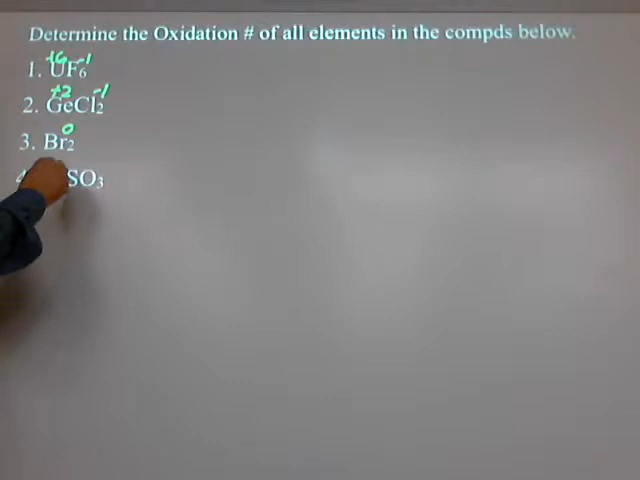 Determine the Oxidation # of all elements in the compds below.
+6 -1
1. UF6
+2 -1
2. GeCl2
0
3. Br2
SO3